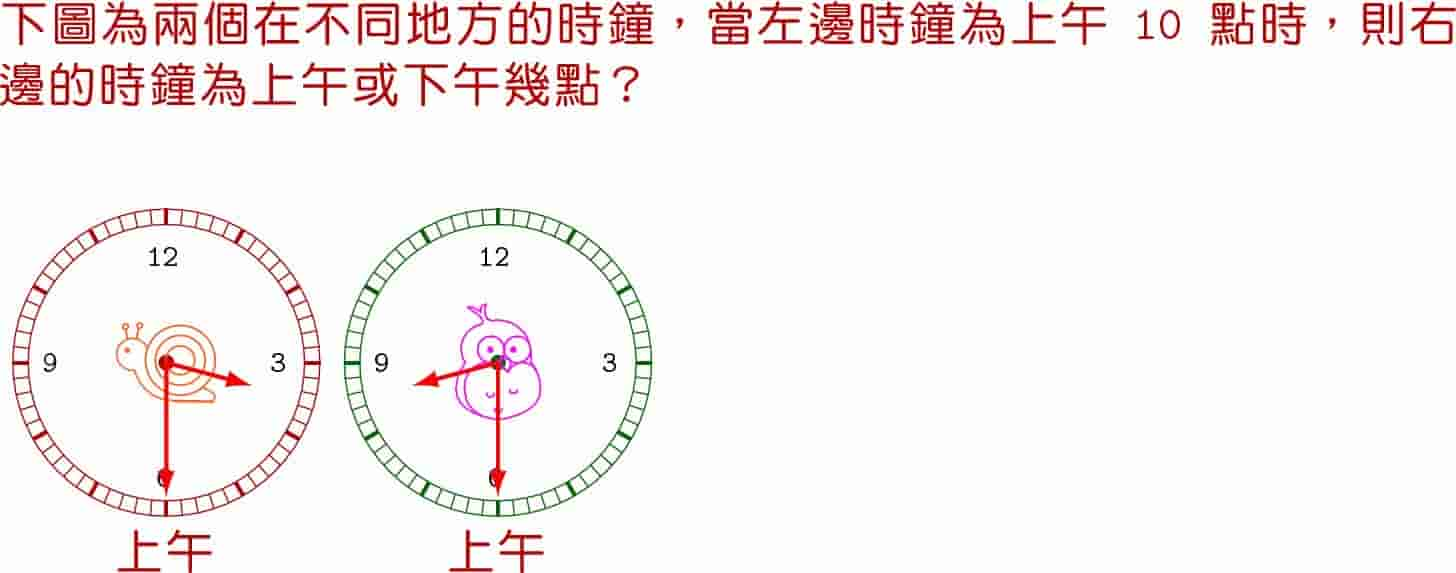 下圖為兩個在不同地方的時鐘，當左邊時鐘為上午 10 點時，則右
邊的時鐘為上午或下午幾點？
12 12
9 3 9 3
6 6
上午 上午